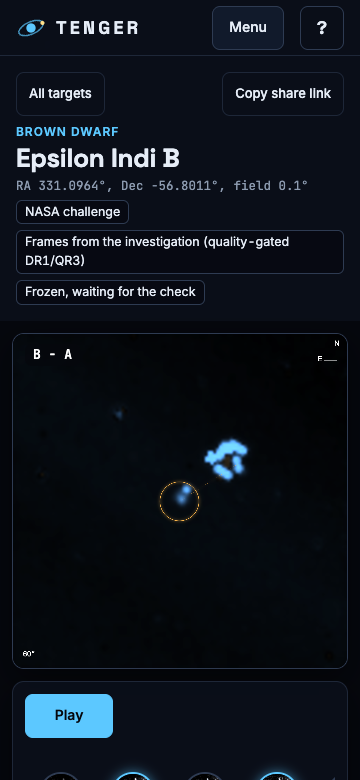 TENGER
Menu
?
All targets
Copy share link
BROWN DWARF
Epsilon Indi B
RA 331.0964°, Dec -56.8011°, field 0.1°
NASA challenge
Frames from the investigation (quality-gated
DR1/QR3)
Frozen, waiting for the check
B - A
N
E
60"
Play